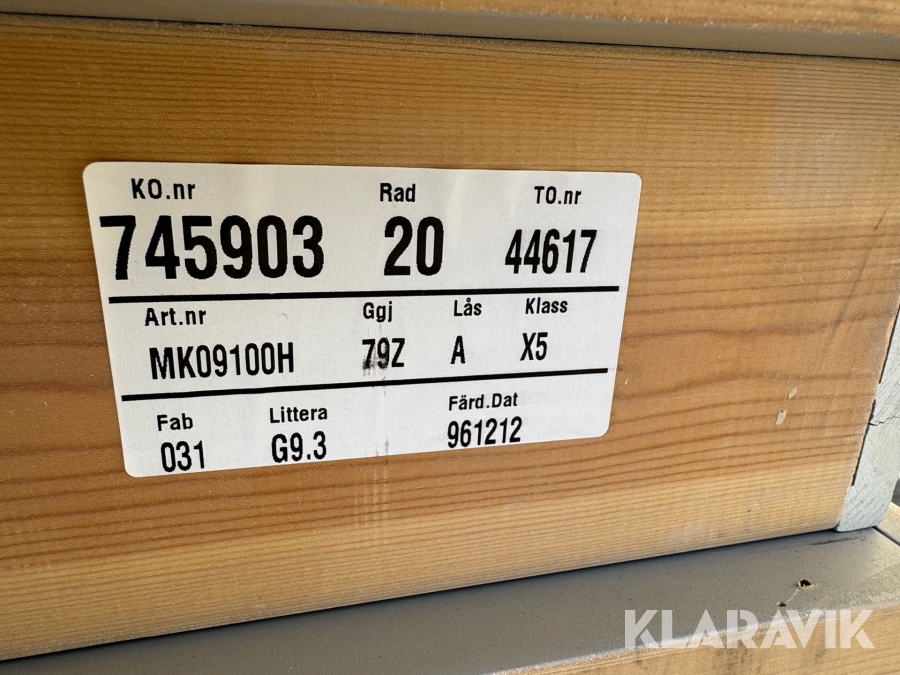 KO.nr Rad TO.nr
745903 20 44617
Art.nr Ggj Lås Klass
MK09100H 79Z A X5
Fab Littera Färd.Dat
031 G9.3 961212
KLARAVIK